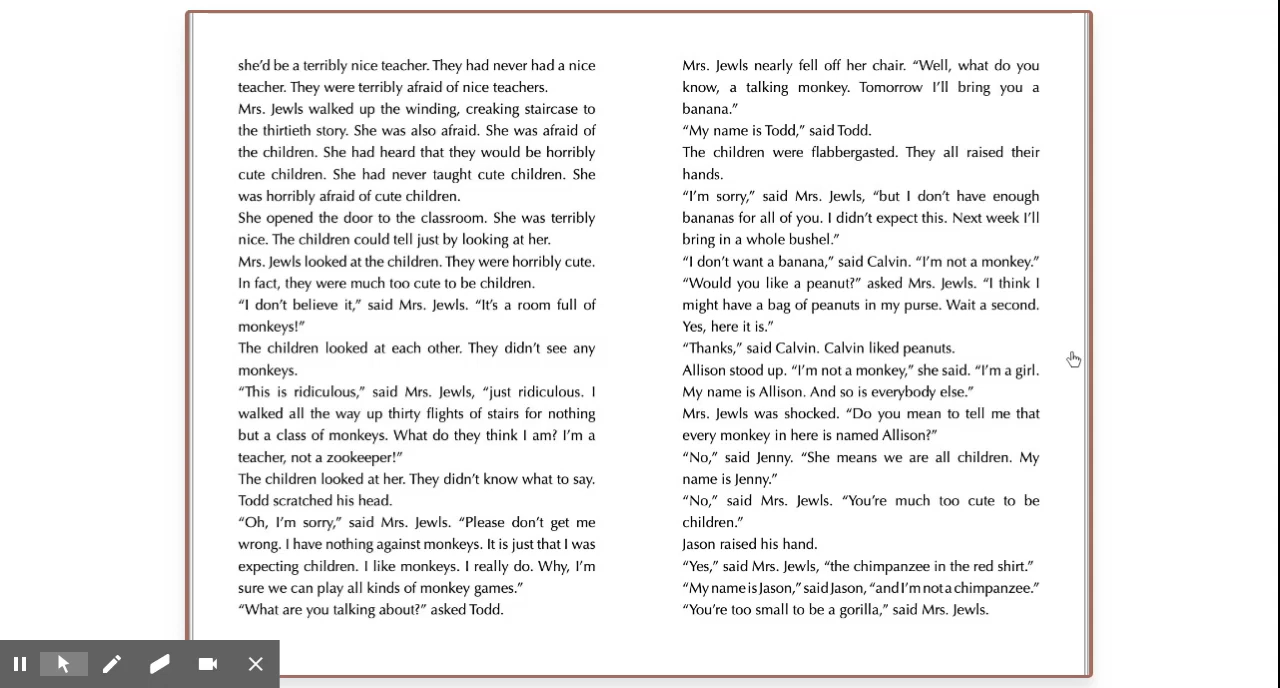 she’d be a terribly nice teacher. They had never had a nice
teacher. They were terribly afraid of nice teachers.
Mrs. Jewls walked up the winding, creaking staircase to
the thirtieth story. She was also afraid. She was afraid of
the children. She had heard that they would be horribly
cute children. She had never taught cute children. She
was horribly afraid of cute children.
She opened the door to the classroom. She was terribly
nice. The children could tell just by looking at her.
Mrs. Jewls looked at the children. They were horribly cute.
In fact, they were much too cute to be children.
“I don’t believe it,” said Mrs. Jewls. “It’s a room full of
monkeys!”
The children looked at each other. They didn’t see any
monkeys.
“This is ridiculous,” said Mrs. Jewls, “just ridiculous. I
walked all the way up thirty flights of stairs for nothing
but a class of monkeys. What do they think I am? I’m a
teacher, not a zookeeper!”
The children looked at her. They didn’t know what to say.
Todd scratched his head.
“Oh, I’m sorry,” said Mrs. Jewls. “Please don’t get me
wrong. I have nothing against monkeys. It is just that I was
expecting children. I like monkeys. I really do. Why, I’m
sure we can play all kinds of monkey games.”
“What are you talking about?” asked Todd.
Mrs. Jewls nearly fell off her chair. “Well, what do you
know, a talking monkey. Tomorrow I’ll bring you a
banana.”
“My name is Todd,” said Todd.
The children were flabbergasted. They all raised their
hands.
“I’m sorry,” said Mrs. Jewls, “but I don’t have enough
bananas for all of you. I didn’t expect this. Next week I’ll
bring in a whole bushel.”
“I don’t want a banana,” said Calvin. “I’m not a monkey.”
“Would you like a peanut?” asked Mrs. Jewls. “I think I
might have a bag of peanuts in my purse. Wait a second.
Yes, here it is.”
“Thanks,” said Calvin. Calvin liked peanuts.
Allison stood up. “I’m not a monkey,” she said. “I’m a girl.
My name is Allison. And so is everybody else.”
Mrs. Jewls was shocked. “Do you mean to tell me that
every monkey in here is named Allison?”
“No,” said Jenny. “She means we are all children. My
name is Jenny.”
“No,” said Mrs. Jewls. “You’re much too cute to be
children.”
Jason raised his hand.
“Yes,” said Mrs. Jewls, “the chimpanzee in the red shirt.”
“My name is Jason,” said Jason, “and I’m not a chimpanzee.”
“You’re too small to be a gorilla,” said Mrs. Jewls.